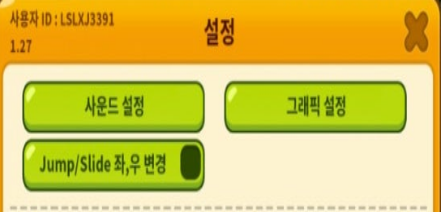 사용자 ID : LSLXJ3391
1.27
설정
사운드 설정
그래픽 설정
Jump/Slide 좌,우 변경